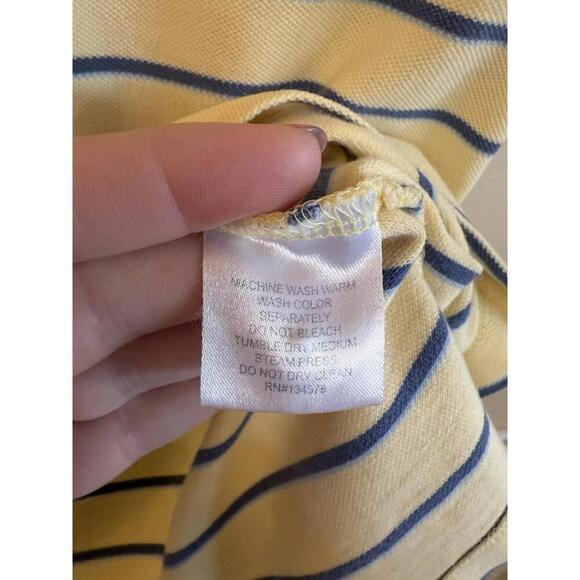 MACHINE WASH WARM
WASH COLOR
SEPARATELY
DO NOT BLEACH
TUMBLE DRY MEDIUM
STEAM PRESS
DO NOT DRY CLEAN
RN#134578